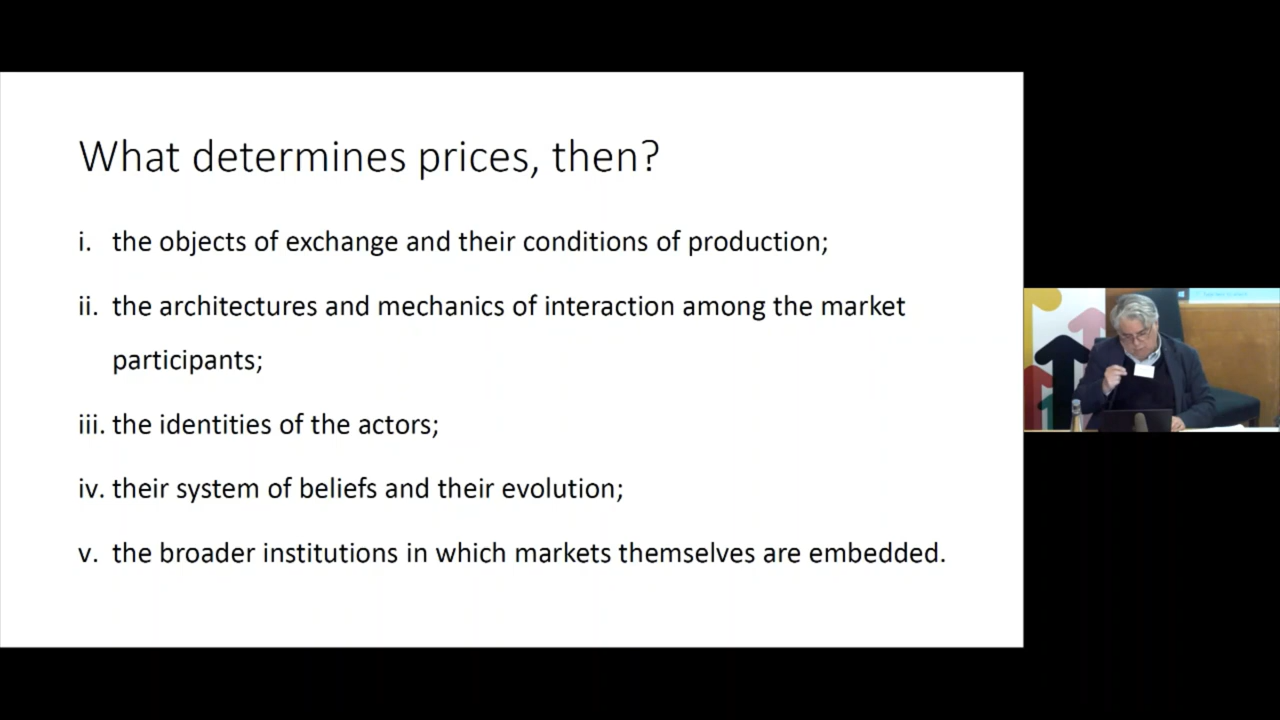 What determines prices, then?
i. the objects of exchange and their conditions of production;
ii. the architectures and mechanics of interaction among the market
participants;
iii. the identities of the actors;
iv. their system of beliefs and their evolution;
v. the broader institutions in which markets themselves are embedded.